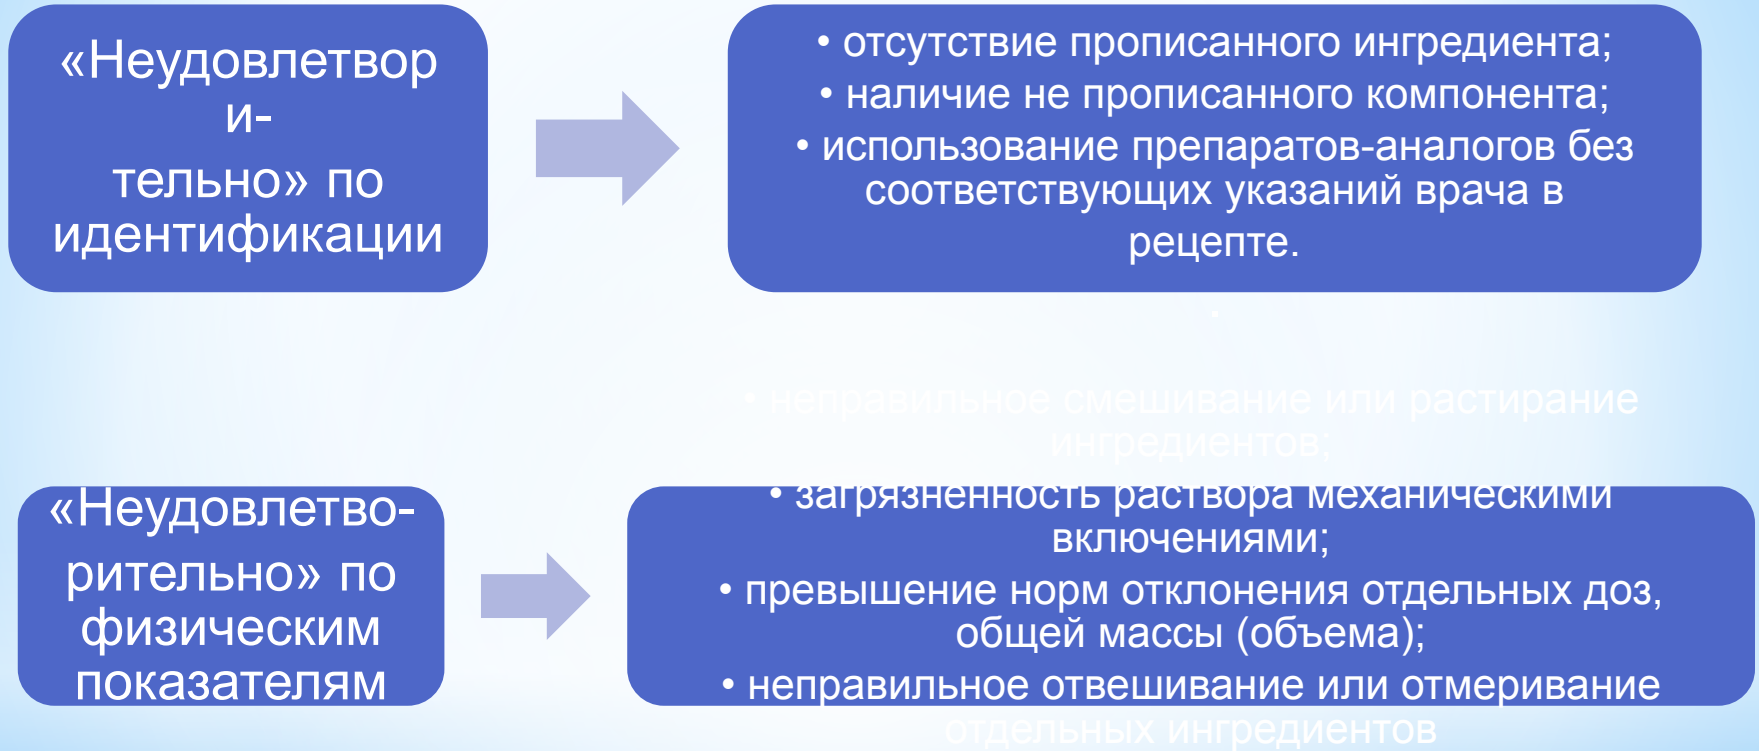 «Неудовлетвор
и-
тельно» по
идентификации
• отсутствие прописанного ингредиента;
• наличие не прописанного компонента;
• использование препаратов-аналогов без
соответствующих указаний врача в
рецепте.
•
• неправильное смешивание или растирание
ингредиентов;
«Неудовлетво-
рительно» по
физическим
показателям
• загрязненность раствора механическими
включениями;
• превышение норм отклонения отдельных доз,
общей массы (объема);
• неправильное отвешивание или отмеривание
отдельных ингредиентов